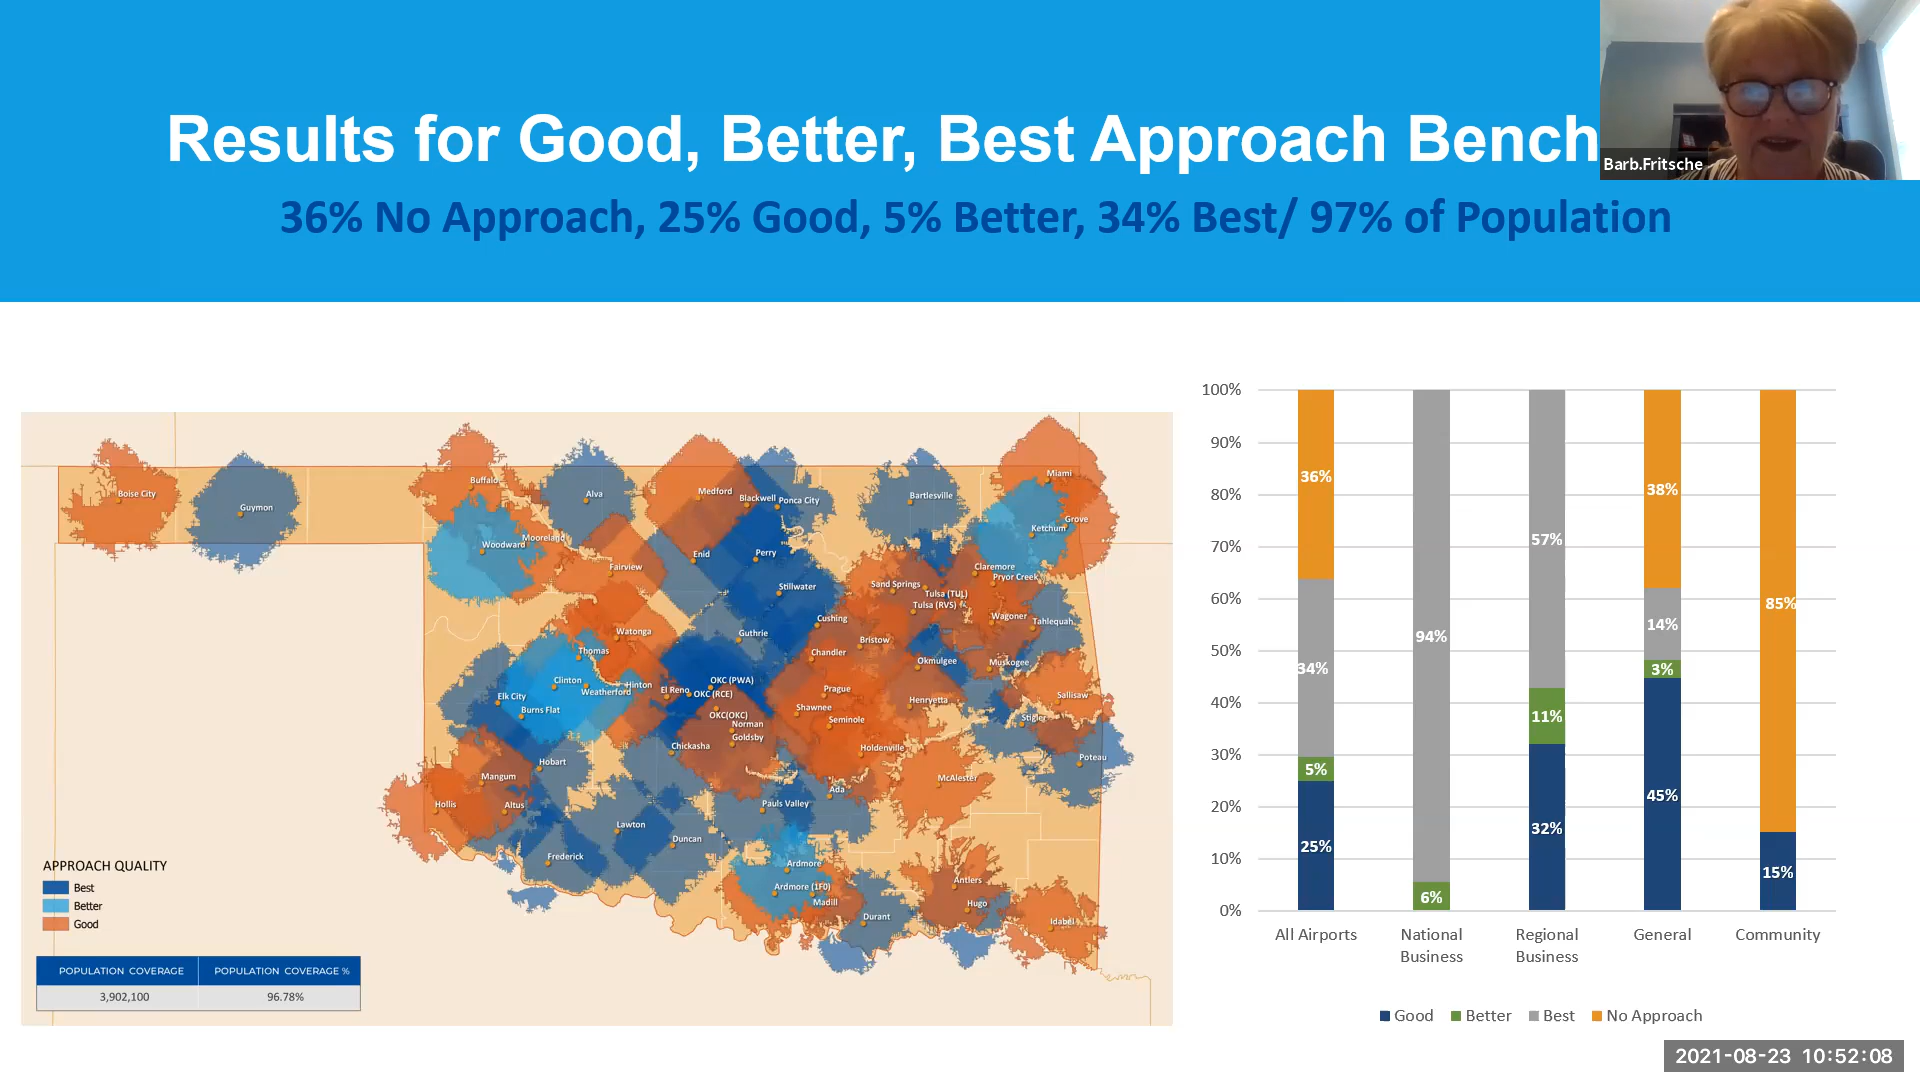 Results for Good, Better, Best Approach Bench
Barb.Fritsche
36% No Approach, 25% Good, 5% Better, 34% Best/ 97% of Population
Boise City
Guymon
Buffalo
Alva
Medford
Blackwell
Ponca City
Bartlesville
Miami
Grove
Ketchum
Woodward
Mooreland
Fairview
Enid
Perry
Stillwater
Sand Springs
Claremore
Pryor Creek
Tulsa (TUL)
Tulsa (RVS)
Wagoner
Tahlequah
Cushing
Guthrie
Watonga
Bristow
Thomas
Chandler
Okmulgee
Muskogee
Clinton
Weatherford
Hinton
El Reno
OKC (PWA)
OKC (RCE)
Elk City
Burns Flat
OKC(OKC)
Norman
Goldsby
Prague
Shawnee
Seminole
Henryetta
Sallisaw
Stigler
Chickasha
Holdenville
Poteau
Hobart
Mangum
Altus
Hollis
McAlester
Ada
Pauls Valley
Lawton
Duncan
Frederick
Ardmore
Ardmore (1F0)
Madill
Durant
Antlers
Hugo
Idabel
APPROACH QUALITY
Best
Better
Good
POPULATION COVERAGE POPULATION COVERAGE %
3,902,100 96.78%
100%
90%
80%
70%
60%
50%
40%
30%
20%
10%
0%
36%
34%
5%
25%
94%
6%
57%
11%
32%
38%
14%
3%
45%
85%
15%
All Airports
National
Business
Regional
Business
General
Community
Good Better Best No Approach
2021-08-23 10:52:08